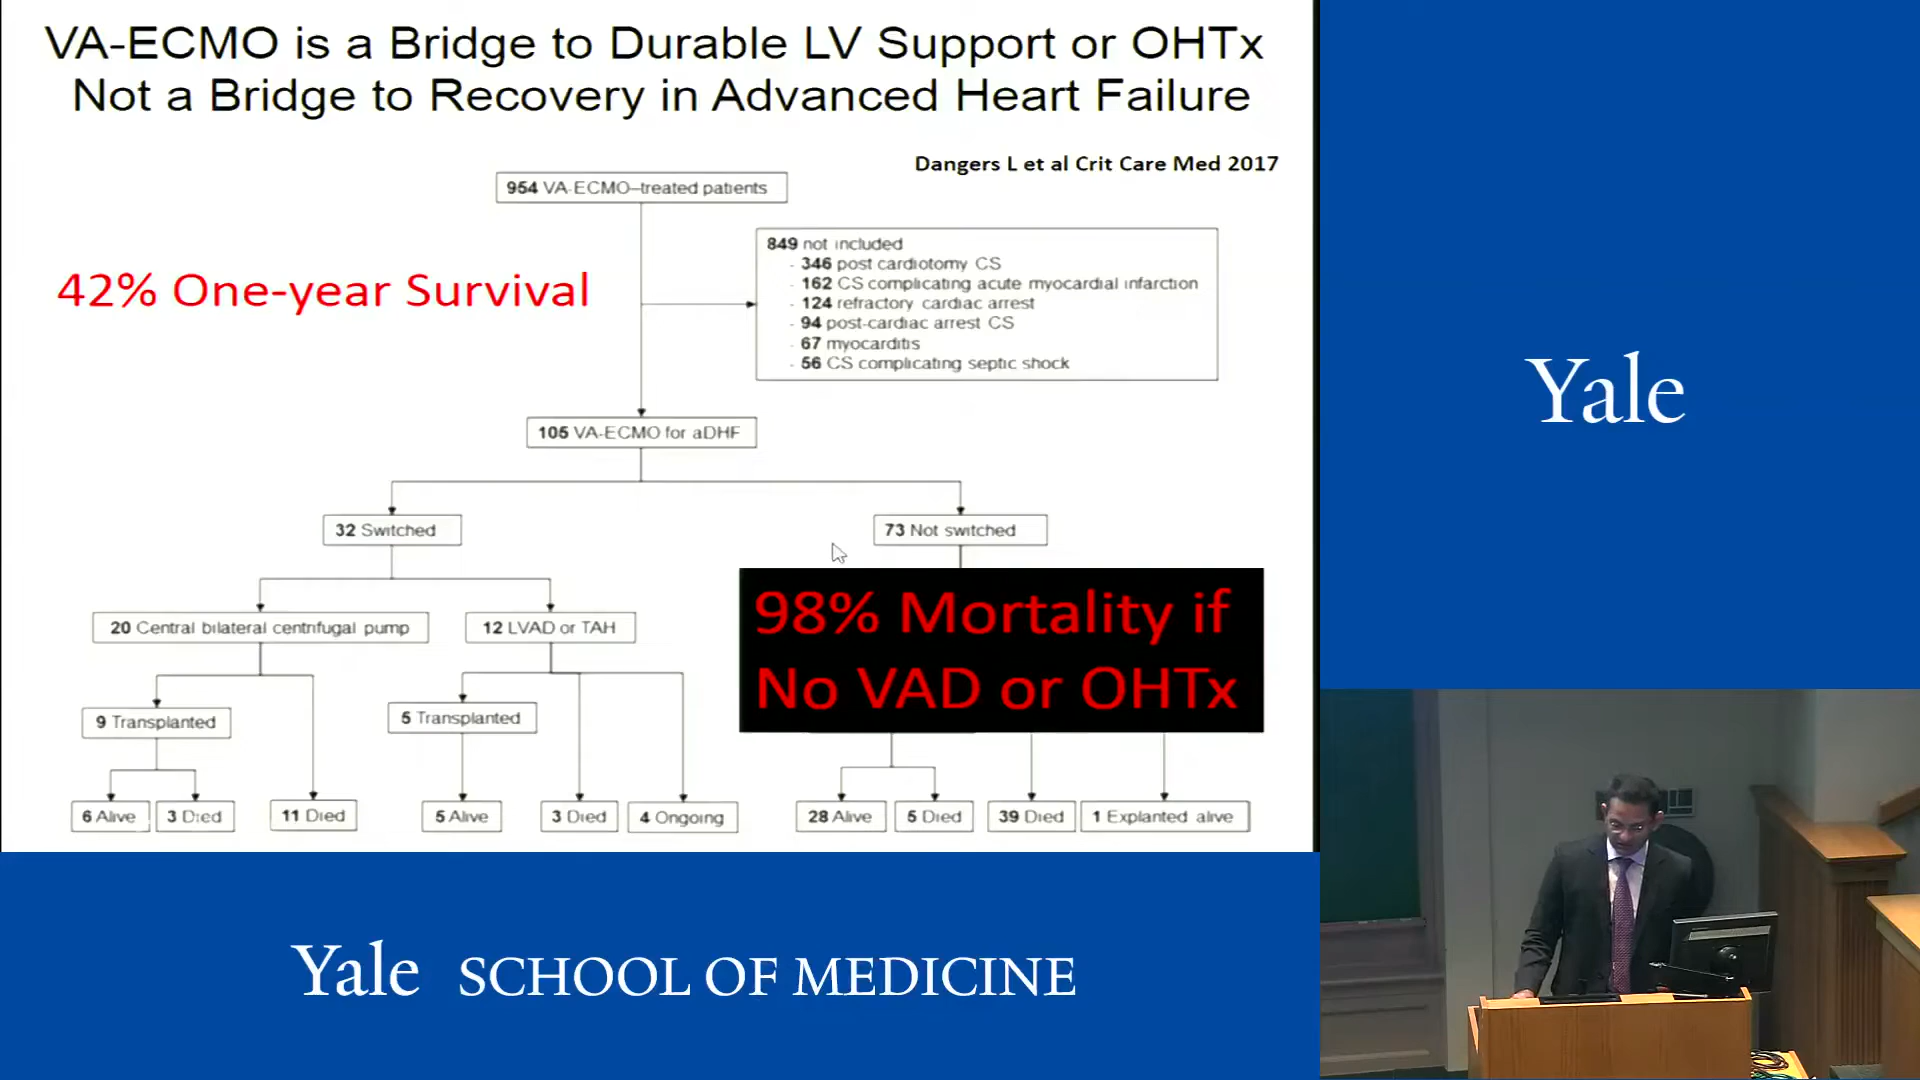 VA-ECMO is a Bridge to Durable LV Support or OHTx
Not a Bridge to Recovery in Advanced Heart Failure
Dangers L et al Crit Care Med 2017
954 VA-ECMO–treated patients
42% One-year Survival
849 not included
- 346 post cardiotomy CS
- 162 CS complicating acute myocardial infarction
- 124 refractory cardiac arrest
- 94 post-cardiac arrest CS
- 67 myocarditis
- 56 CS complicating septic shock
105 VA-ECMO for aDHF
32 Switched
73 Not switched
20 Central bilateral centrifugal pump
12 LVAD or TAH
98% Mortality if
No VAD or OHTx
9 Transplanted
5 Transplanted
6 Alive
3 Died
11 Died
5 Alive
3 Died
4 Ongoing
28 Alive
5 Died
39 Died
1 Explanted alive
Yale
Yale SCHOOL OF MEDICINE